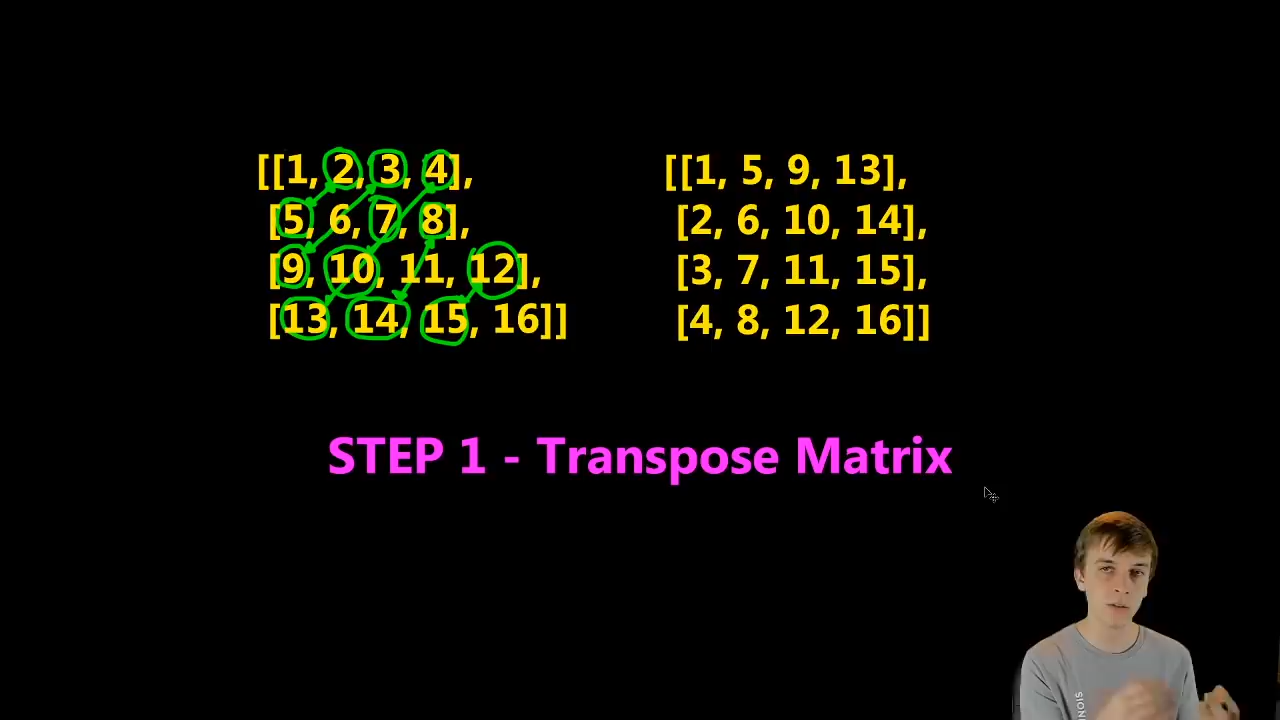 [[1, 2, 3, 4],
[5, 6, 7, 8],
[9, 10, 11, 12],
[13, 14, 15, 16]]
[[1, 5, 9, 13],
[2, 6, 10, 14],
[3, 7, 11, 15],
[4, 8, 12, 16]]
STEP 1 - Transpose Matrix